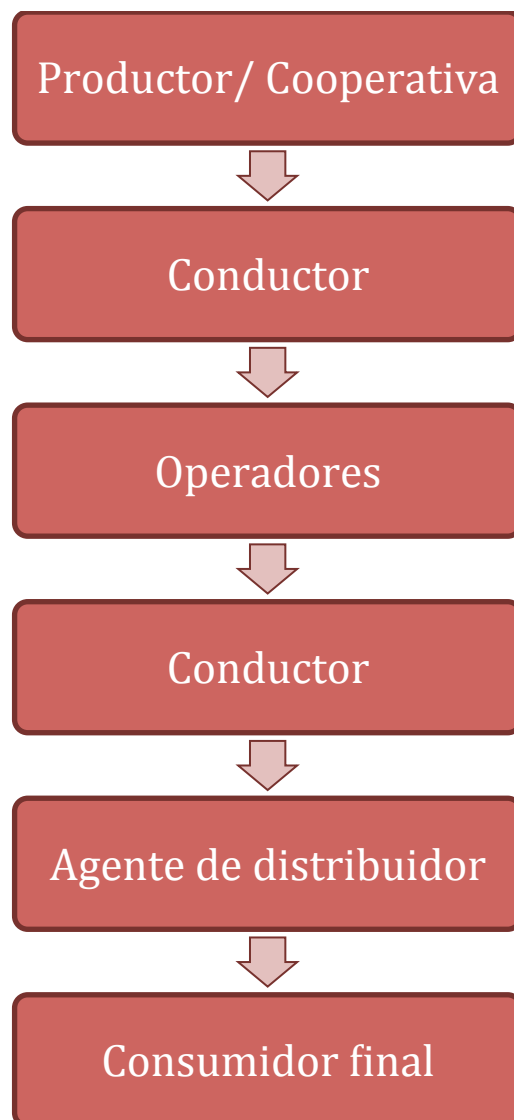 Productor/ Cooperativa
Conductor
Operadores
Conductor
Agente de distribuidor
Consumidor final